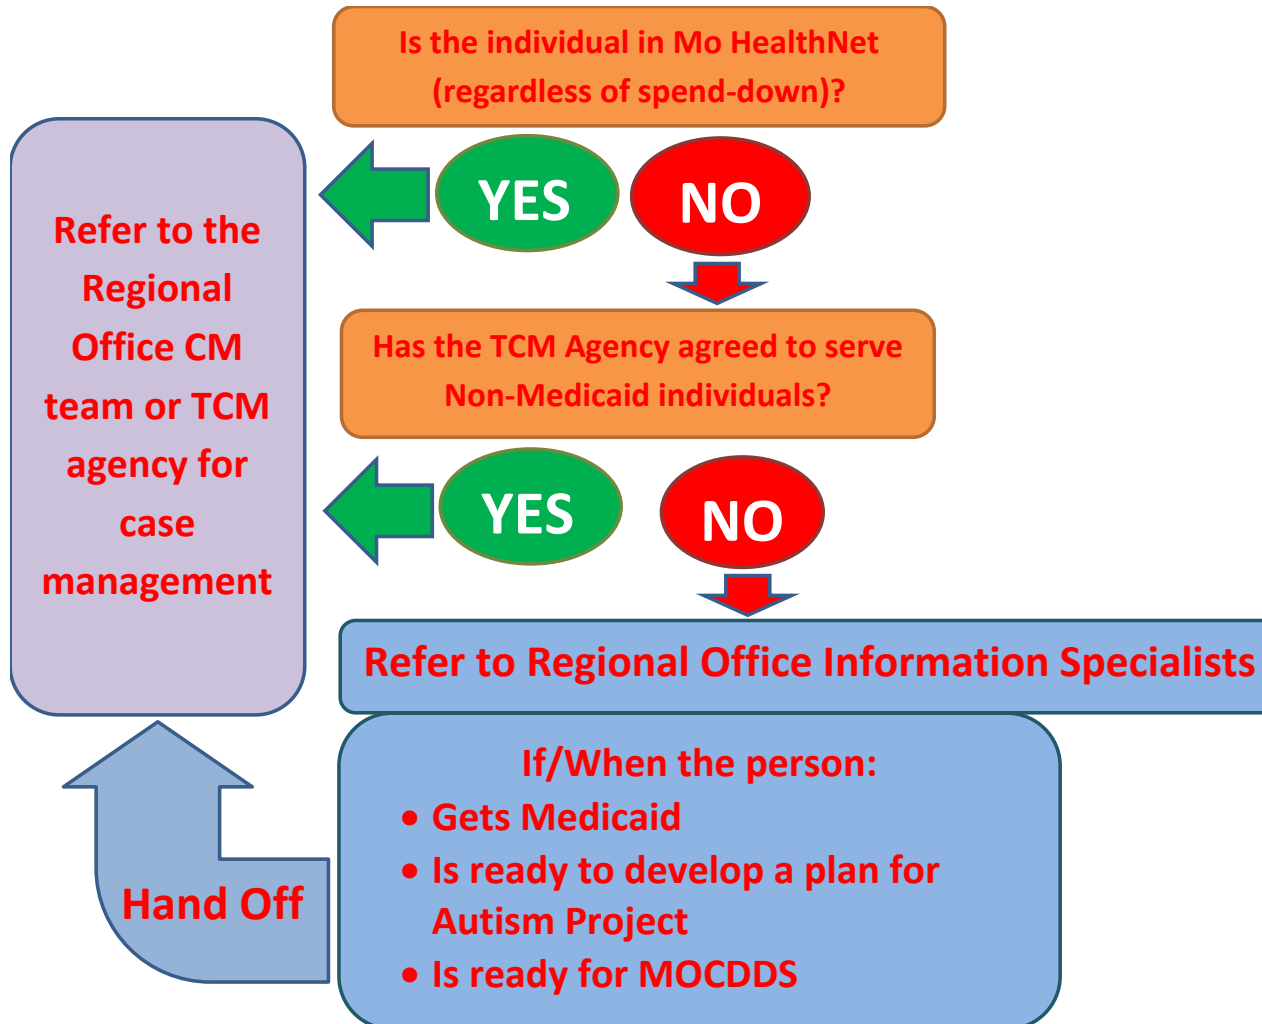 Is the individual in Mo HealthNet
(regardless of spend-down)?
YES
NO
Refer to the
Regional
Office CM
team or TCM
agency for
case
management
Has the TCM Agency agreed to serve
Non-Medicaid individuals?
YES
NO
Refer to Regional Office Information Specialists
If/When the person:
• Gets Medicaid
• Is ready to develop a plan for
Autism Project
• Is ready for MOCDDS
Hand Off